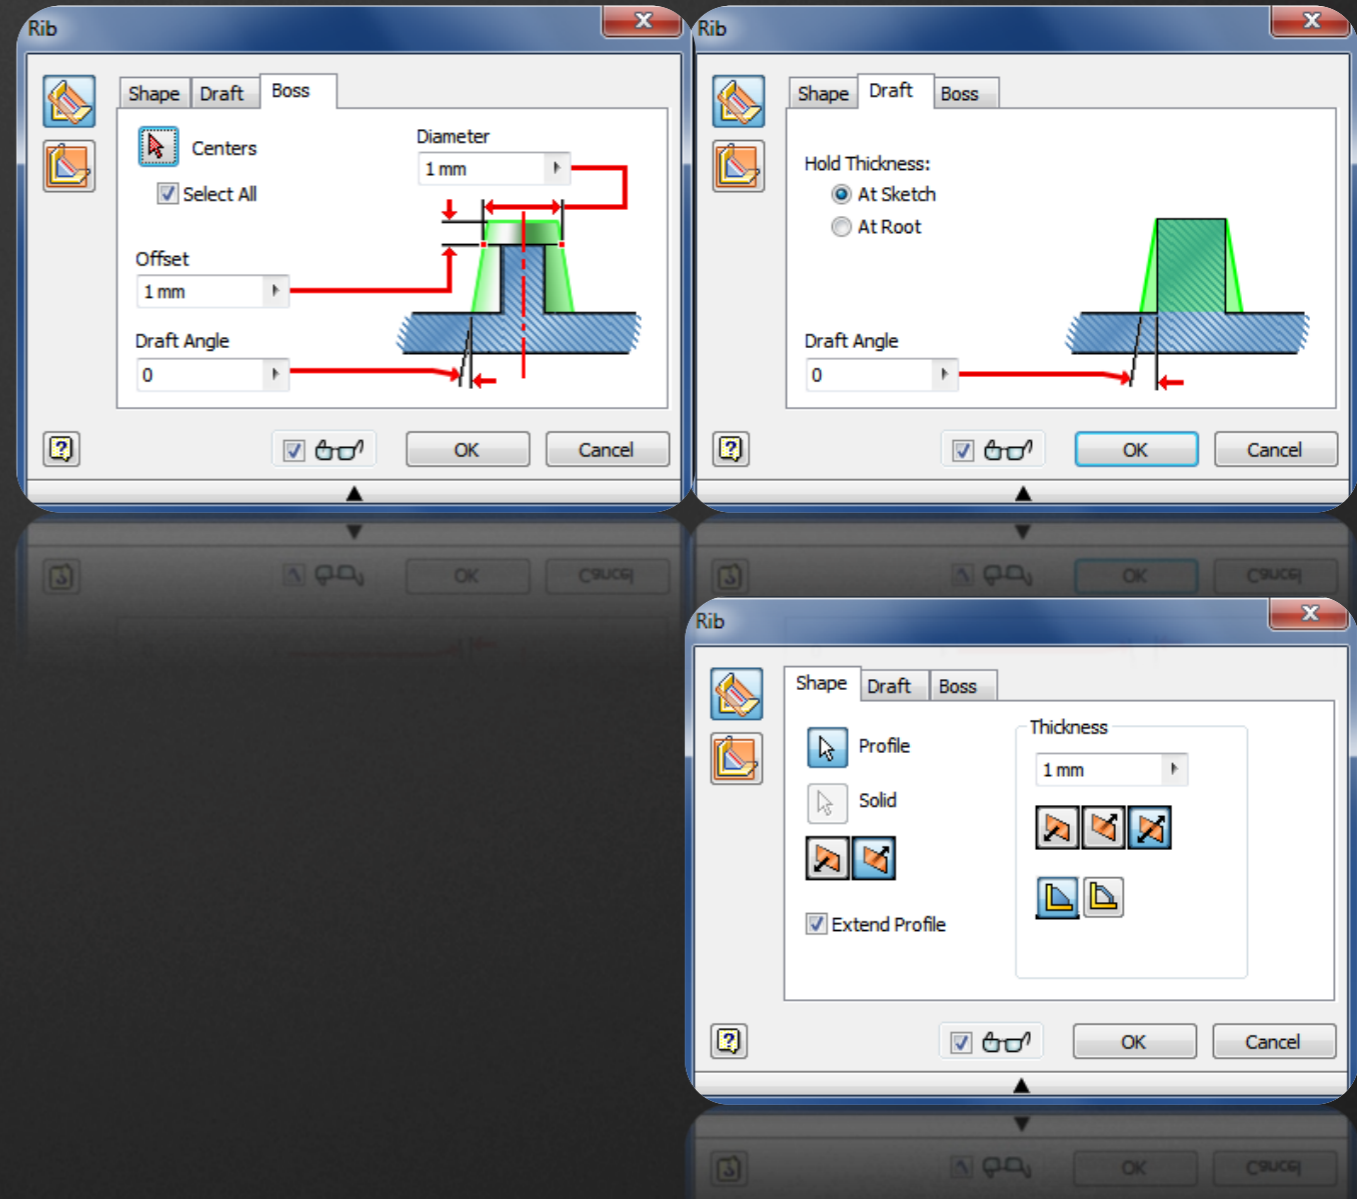 Rib
Shape Draft Boss
Centers
Select All
Diameter
1 mm
Offset
1 mm
Draft Angle
0
OK Cancel
Rib
Shape Draft Boss
Hold Thickness:
At Sketch
At Root
Draft Angle
0
OK Cancel
Rib
Shape Draft Boss
Profile
Solid
Extend Profile
Thickness
1 mm
OK Cancel